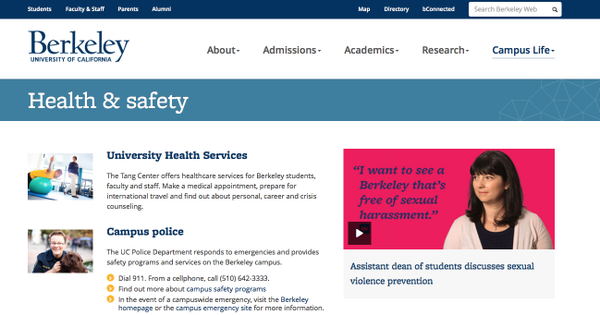 Students Faculty & Staff Parents Alumni Map Directory bConnected Search Berkeley Web
Berkeley
UNIVERSITY OF CALIFORNIA
About Admissions Academics Research Campus Life
Health & safety
University Health Services
The Tang Center offers healthcare services for Berkeley students,
faculty and staff. Make a medical appointment, prepare for
international travel and find out about personal, career and crisis
counseling.
Campus police
The UC Police Department responds to emergencies and provides
safety programs and services on the Berkeley campus.
Dial 911. From a cellphone, call (510) 642-3333.
Find out more about campus safety programs
In the event of a campuswide emergency, visit the Berkeley
homepage or the campus emergency site for more information.
"I want to see a
Berkeley that's
free of sexual
harassment."
Assistant dean of students discusses sexual
violence prevention